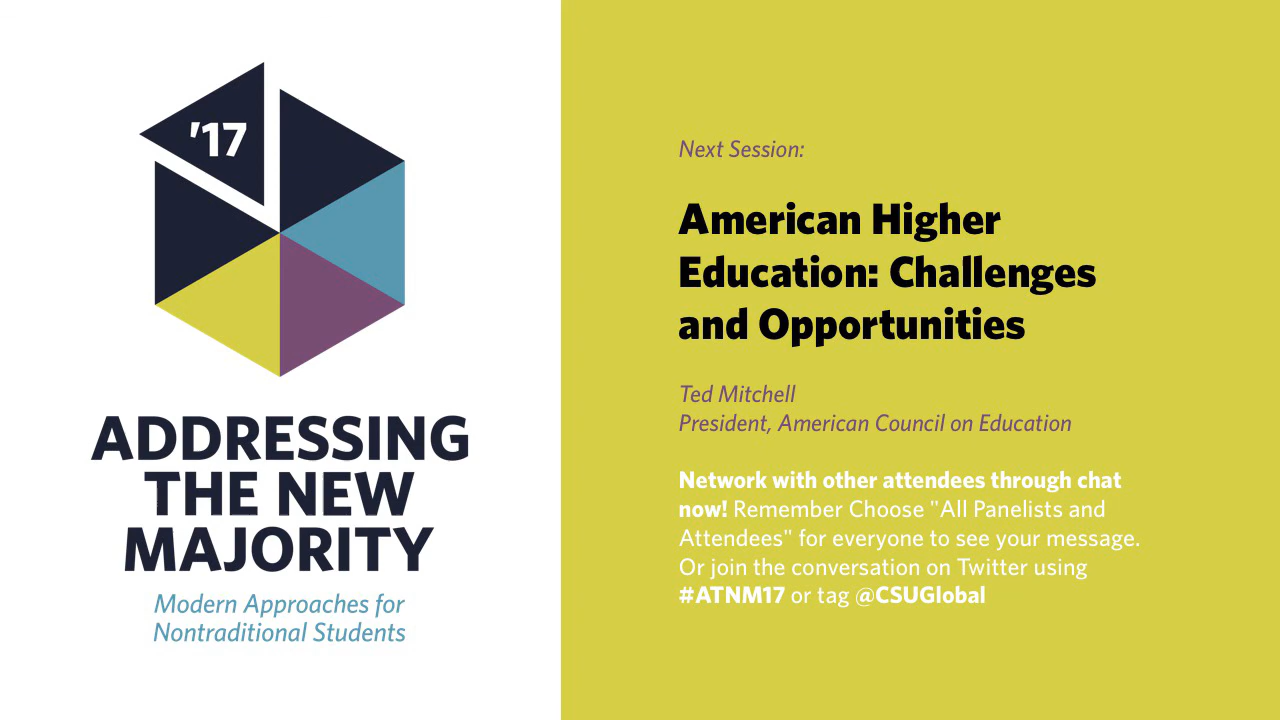 '17
ADDRESSING
THE NEW
MAJORITY
Modern Approaches for
Nontraditional Students
Next Session:
American Higher
Education: Challenges
and Opportunities
Ted Mitchell
President, American Council on Education
Network with other attendees through chat
now! Remember Choose "All Panelists and
Attendees" for everyone to see your message.
Or join the conversation on Twitter using
#ATNM17 or tag @CSUGlobal